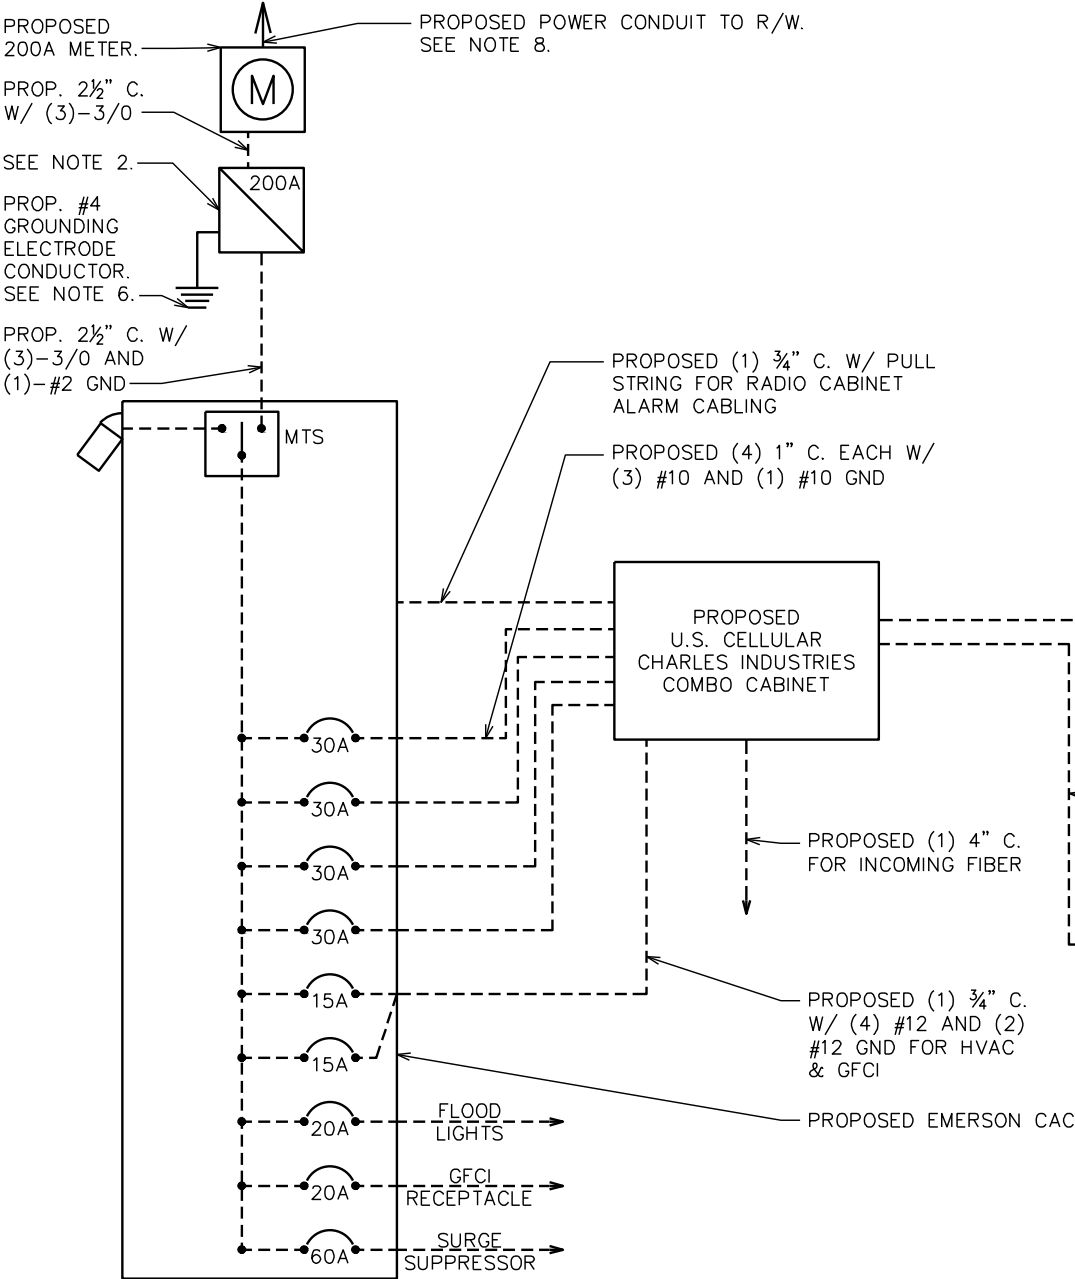 PROPOSED
200A METER.
PROPOSED POWER CONDUIT TO R/W.
SEE NOTE 8.
M
PROP. 2½" C.
W/ (3)-3/0
SEE NOTE 2.
200A
PROP. #4
GROUNDING
ELECTRODE
CONDUCTOR.
SEE NOTE 6.
PROP. 2½" C. W/
(3)-3/0 AND
(1)-#2 GND
MTS
PROPOSED (1) ¾" C. W/ PULL
STRING FOR RADIO CABINET
ALARM CABLING
PROPOSED (4) 1" C. EACH W/
(3) #10 AND (1) #10 GND
PROPOSED
U.S. CELLULAR
CHARLES INDUSTRIES
COMBO CABINET
30A
30A
30A
30A
15A
15A
20A
20A
60A
PROPOSED (1) 4" C.
FOR INCOMING FIBER
PROPOSED (1) ¾" C.
W/ (4) #12 AND (2)
#12 GND FOR HVAC
& GFCI
PROPOSED EMERSON CAC
FLOOD
LIGHTS
GFCI
RECEPTACLE
SURGE
SUPPRESSOR